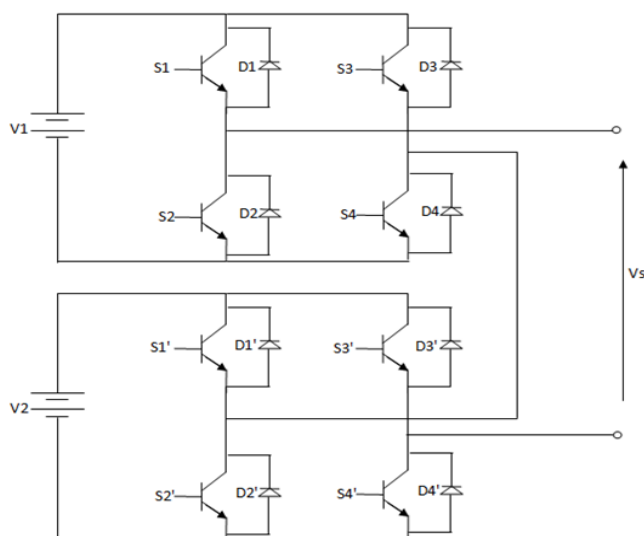 S1 D1 S3 D3
V1
S2 D2 S4 D4
Vs
S1' D1' S3' D3'
V2
S2' D2' S4' D4'